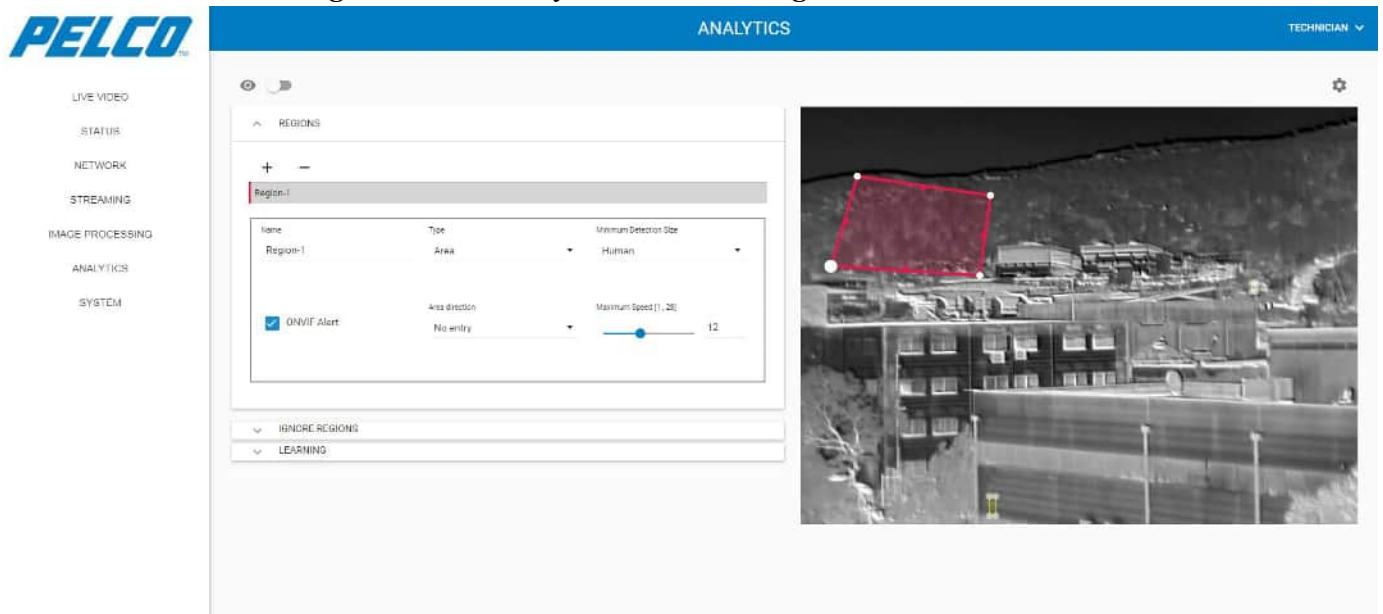 PELCO
TM
ANALYTICS
TECHNICIAN
LIVE VIDEO
STATUS
NETWORK
STREAMING
IMAGE PROCESSING
ANALYTICS
SYSTEM
REGIONS
+ −
Region-1
Name Type Minimum Detection Size
Region-1 Area Human
ONVIF Alert
Area direction Maximum Speed [1, 28]
No entry 12
IGNORE REGIONS
LEARNING